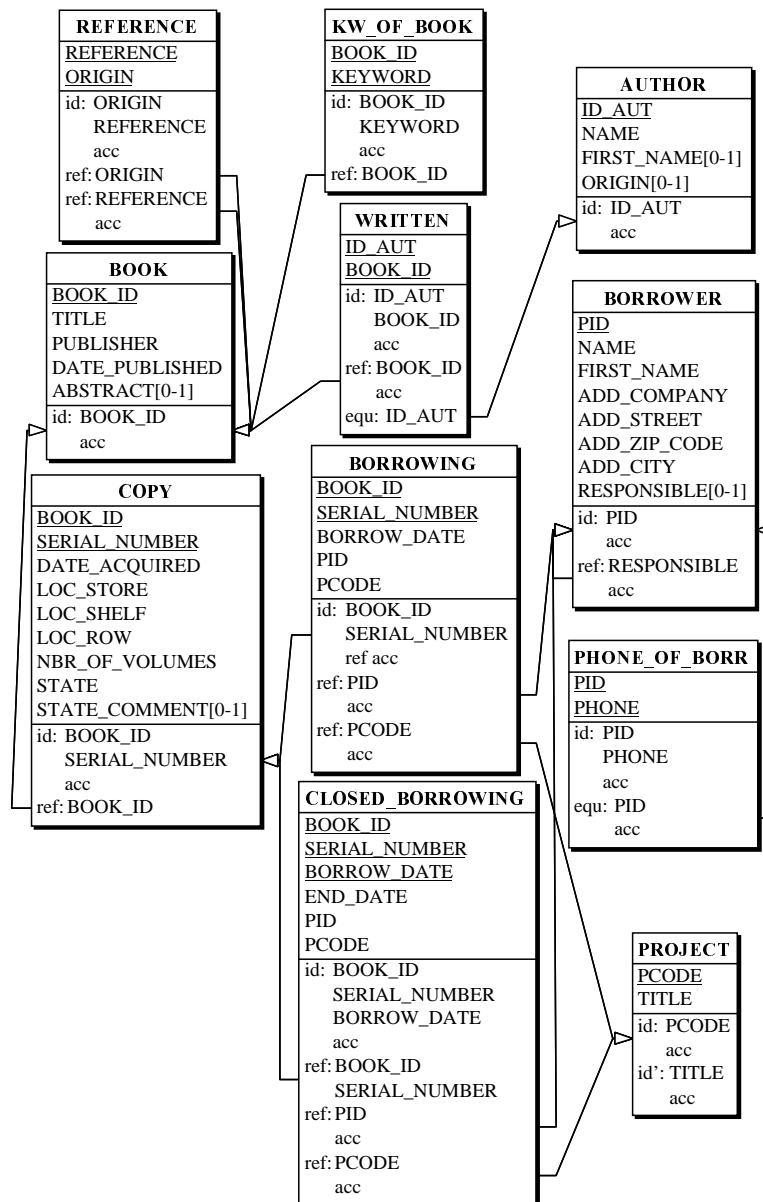 REFERENCE
REFERENCE
ORIGIN
id: ORIGIN
REFERENCE
acc
ref: ORIGIN
ref: REFERENCE
acc
KW_OF_BOOK
BOOK_ID
KEYWORD
id: BOOK_ID
KEYWORD
acc
ref: BOOK_ID
AUTHOR
ID_AUT
NAME
FIRST_NAME[0-1]
ORIGIN[0-1]
id: ID_AUT
acc
WRITTEN
ID_AUT
BOOK_ID
id: ID_AUT
BOOK_ID
acc
ref: BOOK_ID
acc
equ: ID_AUT
BOOK
BOOK_ID
TITLE
PUBLISHER
DATE_PUBLISHED
ABSTRACT[0-1]
id: BOOK_ID
acc
BORROWER
PID
NAME
FIRST_NAME
ADD_COMPANY
ADD_STREET
ADD_ZIP_CODE
ADD_CITY
RESPONSIBLE[0-1]
id: PID
acc
ref: RESPONSIBLE
acc
COPY
BOOK_ID
SERIAL_NUMBER
DATE_ACQUIRED
LOC_STORE
LOC_SHELF
LOC_ROW
NBR_OF_VOLUMES
STATE
STATE_COMMENT[0-1]
id: BOOK_ID
SERIAL_NUMBER
acc
ref: BOOK_ID
BORROWING
BOOK_ID
SERIAL_NUMBER
BORROW_DATE
PID
PCODE
id: BOOK_ID
SERIAL_NUMBER
ref acc
ref: PID
acc
ref: PCODE
acc
PHONE_OF_BORR
PID
PHONE
id: PID
PHONE
acc
equ: PID
acc
CLOSED_BORROWING
BOOK_ID
SERIAL_NUMBER
BORROW_DATE
END_DATE
PID
PCODE
id: BOOK_ID
SERIAL_NUMBER
BORROW_DATE
acc
ref: BOOK_ID
SERIAL_NUMBER
ref: PID
acc
ref: PCODE
acc
PROJECT
PCODE
TITLE
id: PCODE
acc
id': TITLE
acc